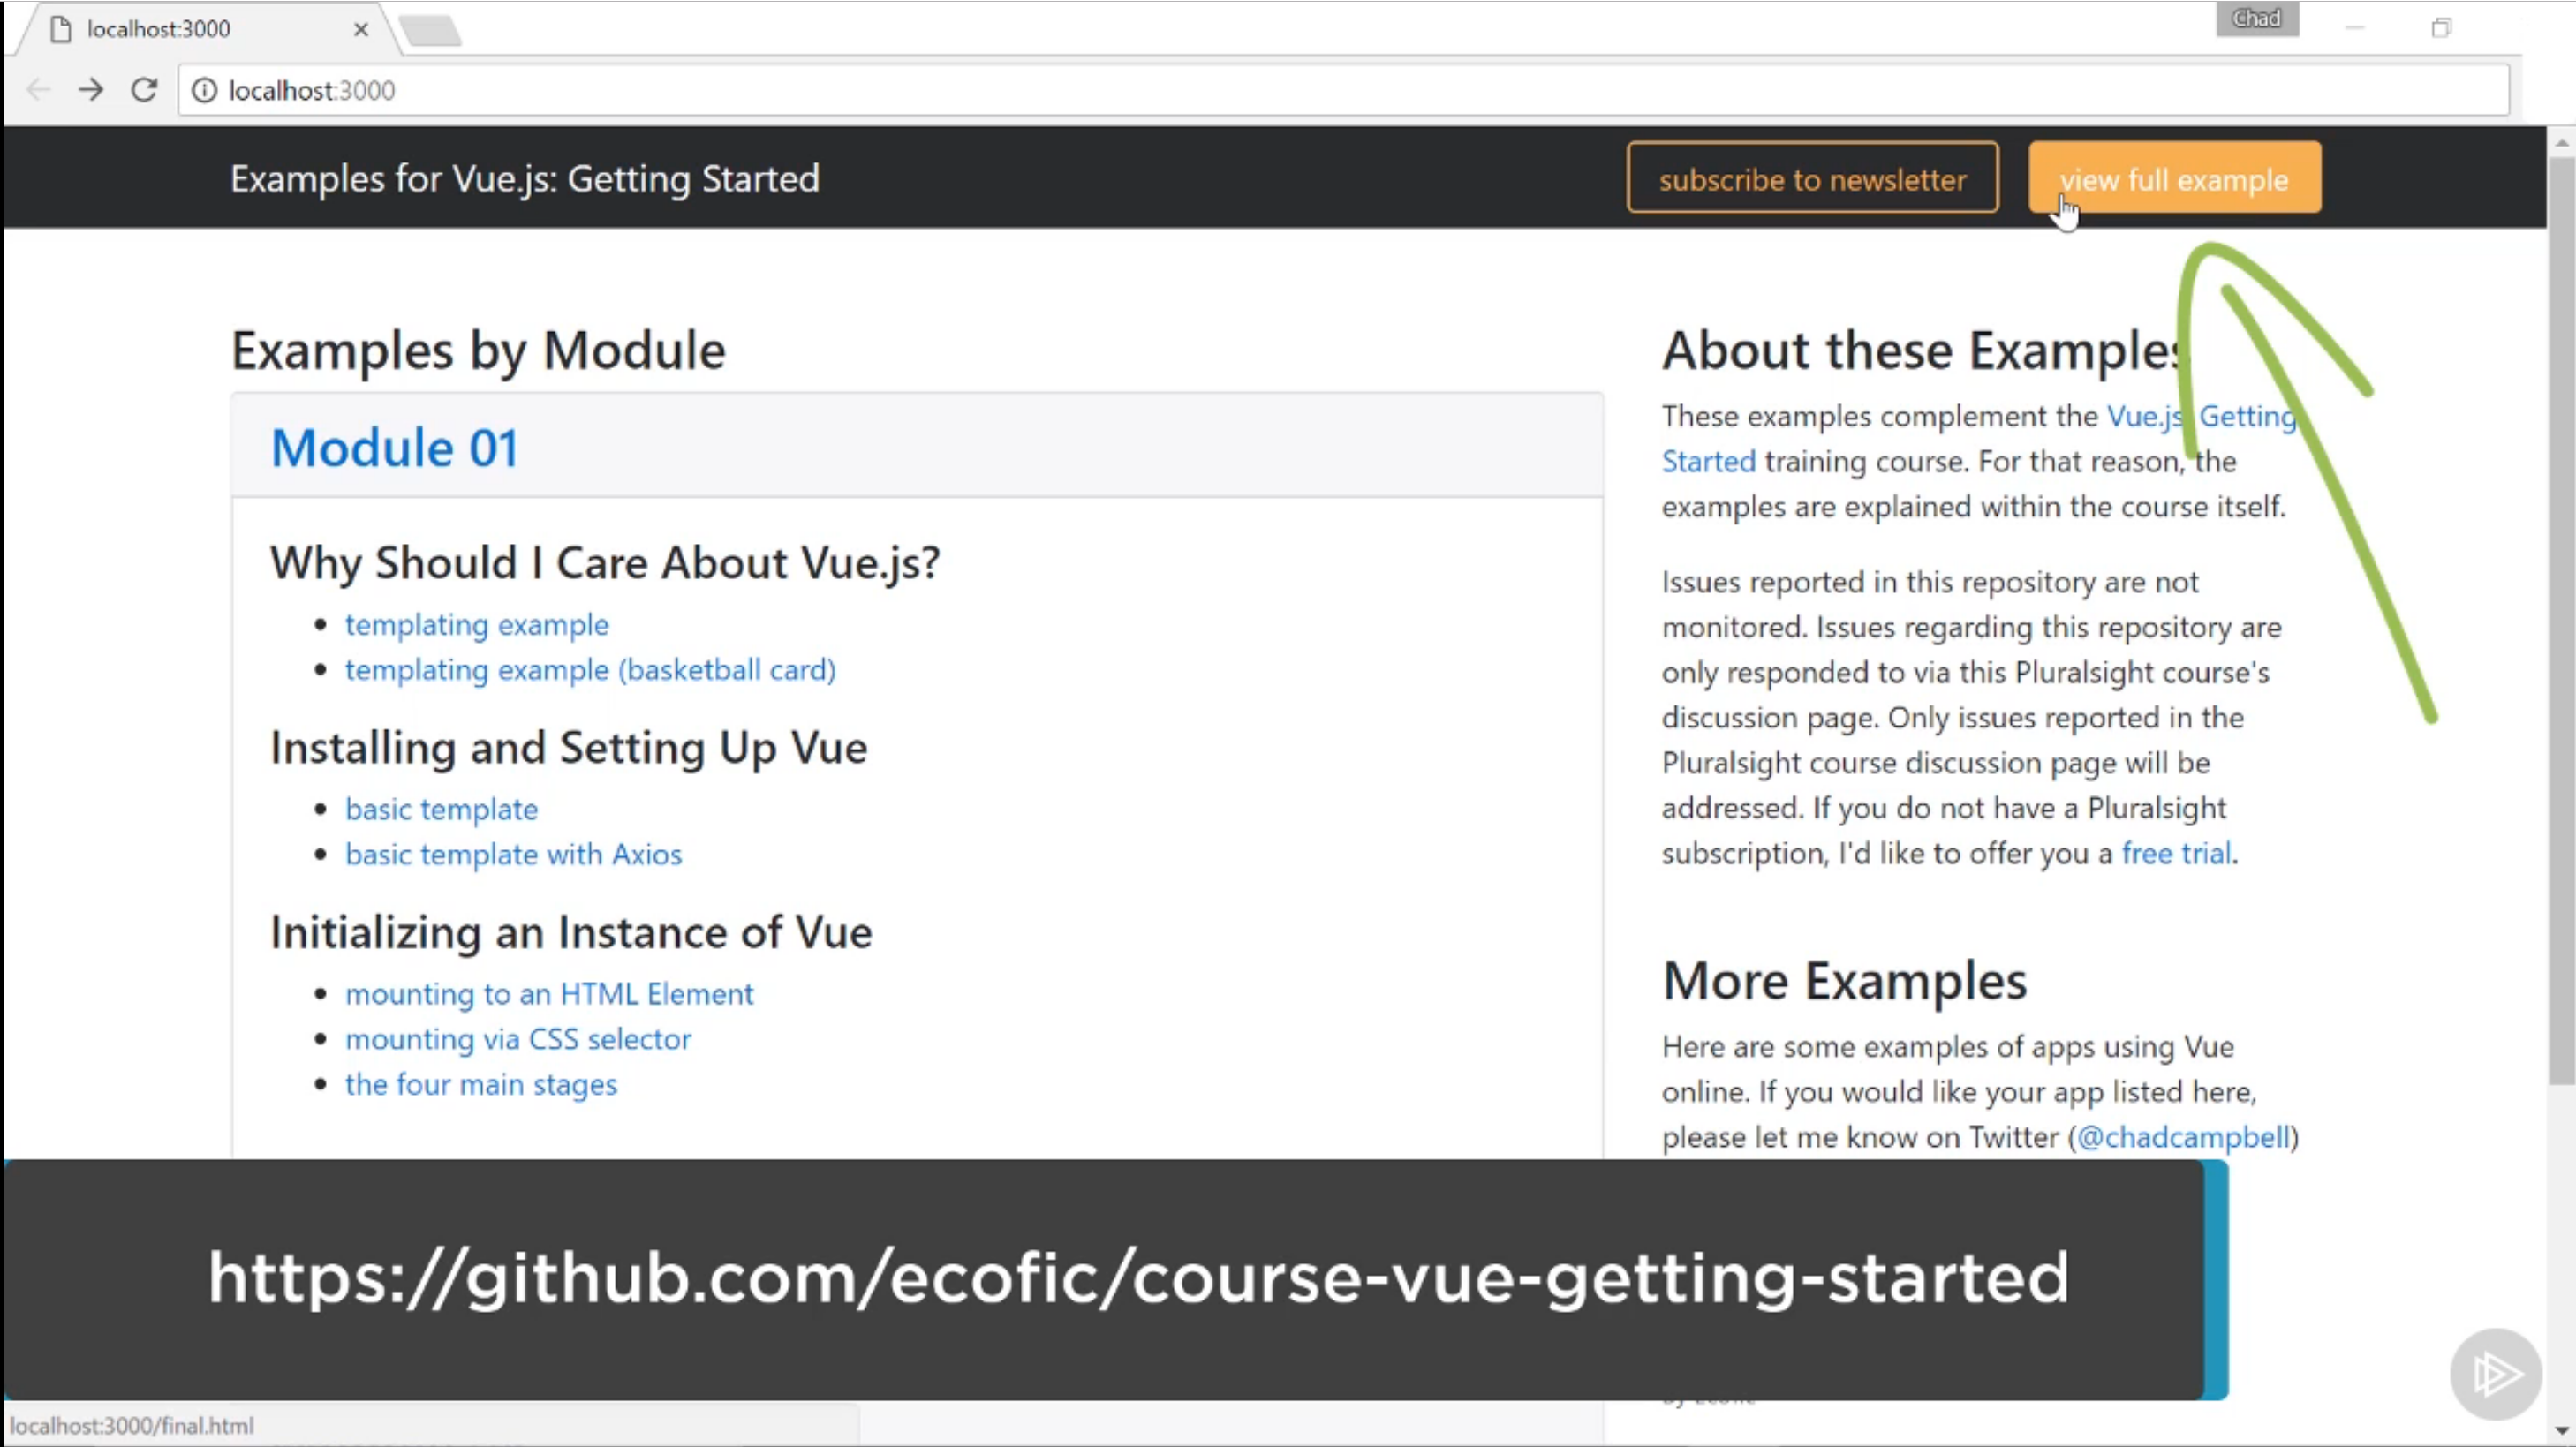 localhost:3000
Chad
localhost:3000
Examples for Vue.js: Getting Started
subscribe to newsletter
view full example
Examples by Module
Module 01
Why Should I Care About Vue.js?
templating example
templating example (basketball card)
Installing and Setting Up Vue
basic template
basic template with Axios
Initializing an Instance of Vue
mounting to an HTML Element
mounting via CSS selector
the four main stages
About these Examples
These examples complement the Vue.js: Getting
Started training course. For that reason, the
examples are explained within the course itself.
Issues reported in this repository are not
monitored. Issues regarding this repository are
only responded to via this Pluralsight course's
discussion page. Only issues reported in the
Pluralsight course discussion page will be
addressed. If you do not have a Pluralsight
subscription, I'd like to offer you a free trial.
More Examples
Here are some examples of apps using Vue
online. If you would like your app listed here,
please let me know on Twitter (@chadcampbell)
https://github.com/ecofic/course-vue-getting-started
localhost:3000/final.html